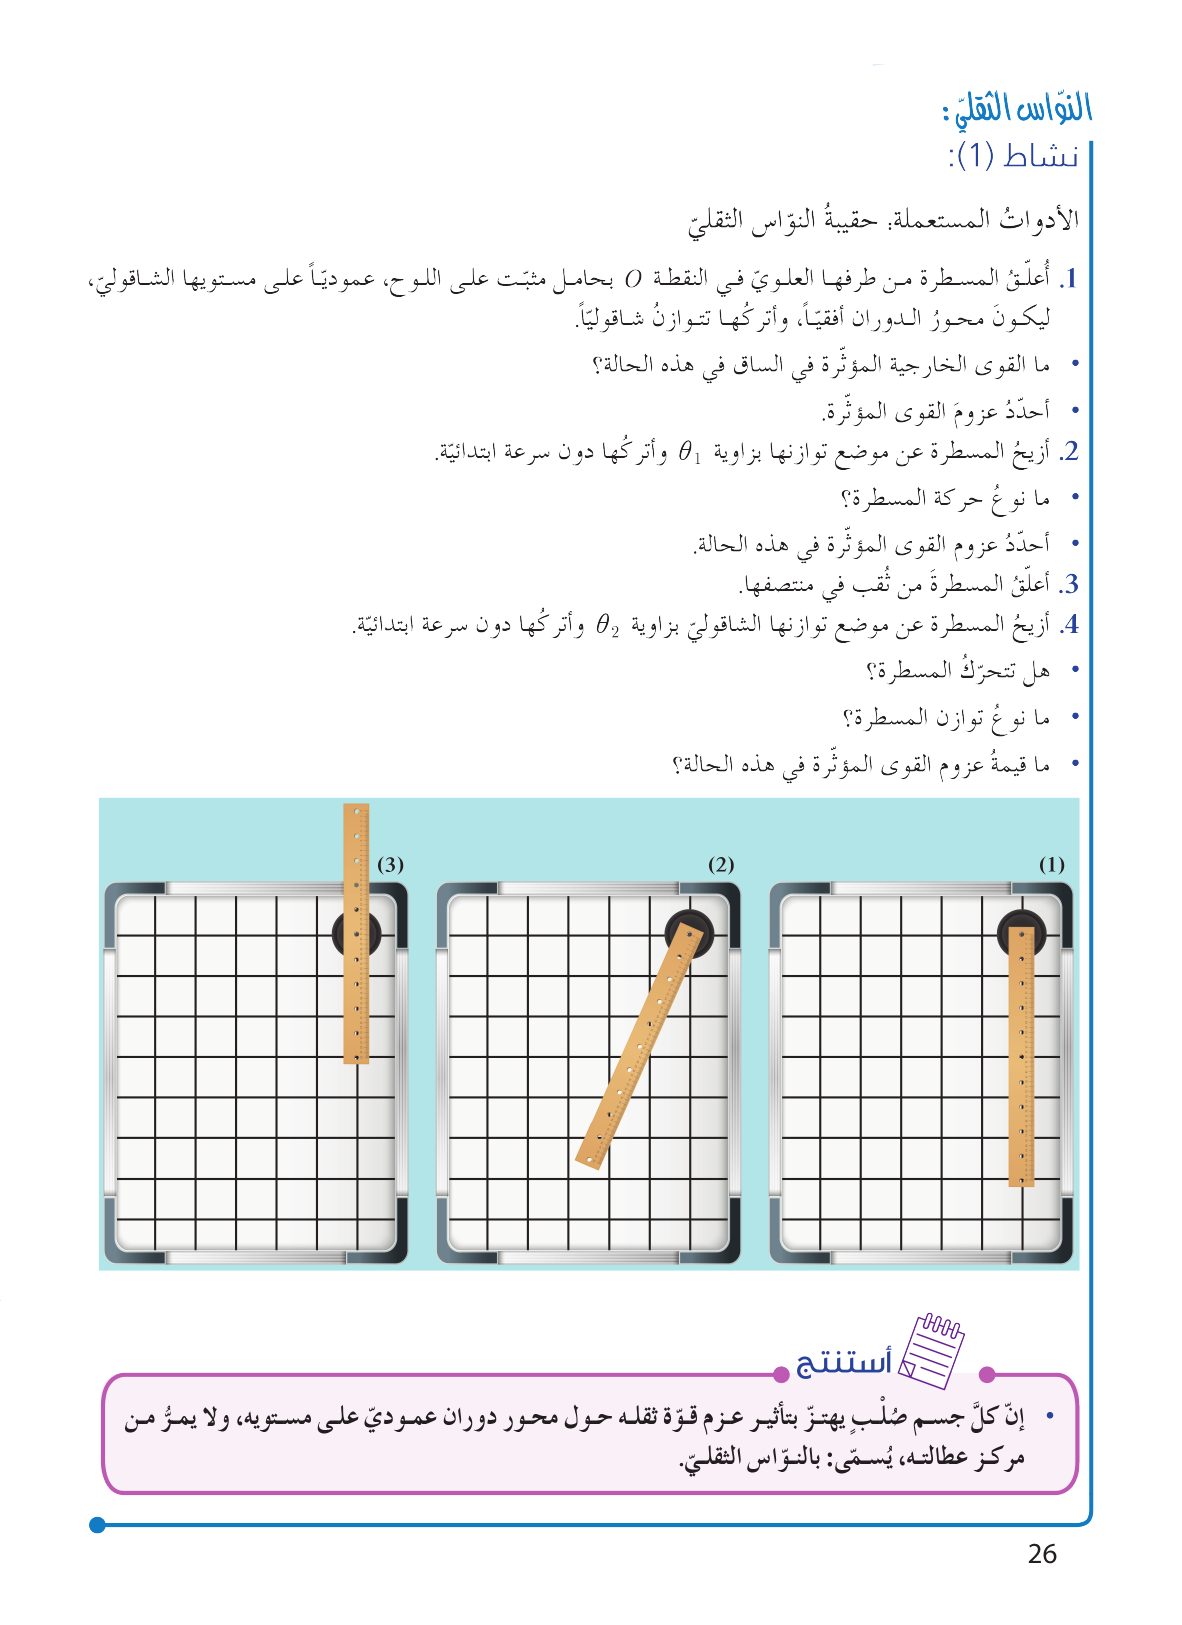 النوّاس الثقليّ:
نشاط (1):
الأدواتُ المستعملة: حقيبةُ النوّاس الثقليّ
1. أُعلّقُ المسطرة من طرفها العلويّ في النقطة O بحامل مثبّت على اللوح، عموديّاً على مستويها الشاقوليّ،
ليكونَ محورُ الدوران أفقيّاً، وأتركُها تتوازنُ شاقوليّاً.
• ما القوى الخارجية المؤثّرة في الساق في هذه الحالة؟
• أحدّدُ عزومَ القوى المؤثّرة.
2. أزيحُ المسطرة عن موضع توازنها بزاوية θ1 وأتركُها دون سرعة ابتدائيّة.
• ما نوعُ حركة المسطرة؟
• أحدّدُ عزوم القوى المؤثّرة في هذه الحالة.
3. أعلّقُ المسطرةَ من ثُقب في منتصفها.
4. أزيحُ المسطرة عن موضع توازنها الشاقوليّ بزاوية θ2 وأتركُها دون سرعة ابتدائيّة.
• هل تتحرّكُ المسطرة؟
• ما نوعُ توازن المسطرة؟
• ما قيمةُ عزوم القوى المؤثّرة في هذه الحالة؟
(1) (2) (3)
أستنتج
• إنّ كلَّ جسم صُلْبٍ يهتزّ بتأثير عزم قوّة ثقله حول محور دوران عموديّ على مستويه، ولا يمرُّ من
مركز عطالته، يُسمّى: بالنوّاس الثقليّ.
26